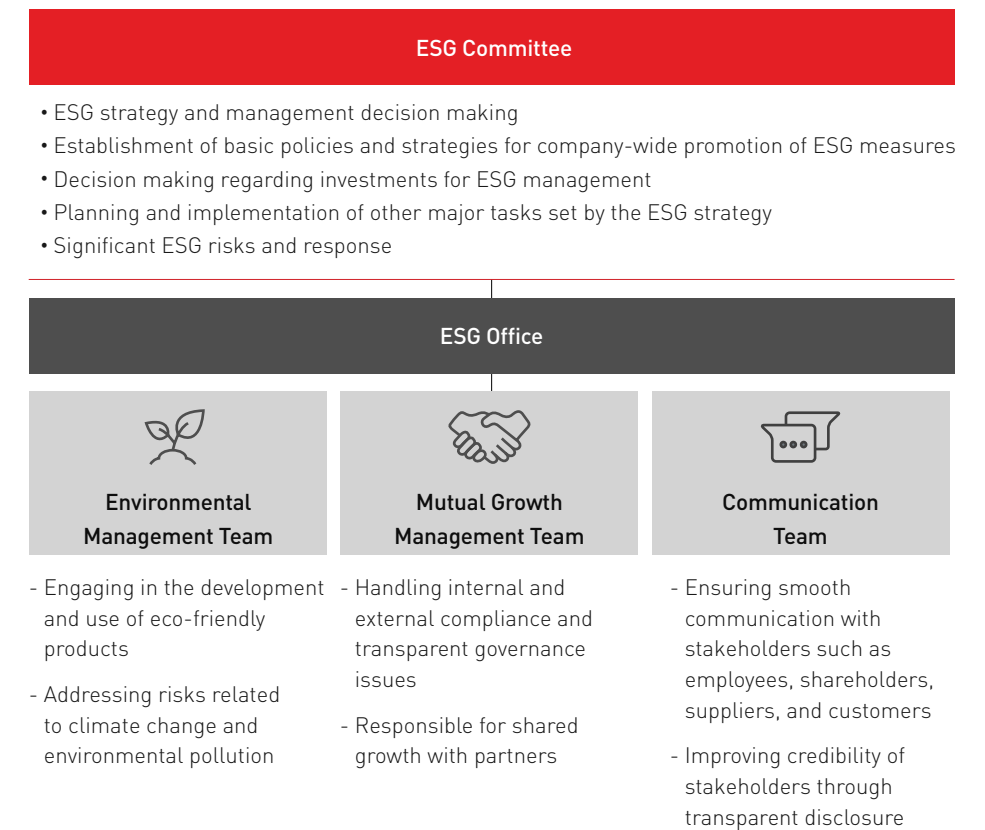 ESG Committee
• ESG strategy and management decision making
• Establishment of basic policies and strategies for company-wide promotion of ESG measures
• Decision making regarding investments for ESG management
• Planning and implementation of other major tasks set by the ESG strategy
• Significant ESG risks and response
ESG Office
Environmental
Management Team
- Engaging in the development
and use of eco-friendly
products
- Addressing risks related
to climate change and
environmental pollution
Mutual Growth
Management Team
- Handling internal and
external compliance and
transparent governance
issues
- Responsible for shared
growth with partners
Communication
Team
- Ensuring smooth
communication with
stakeholders such as
employees, shareholders,
suppliers, and customers
- Improving credibility of
stakeholders through
transparent disclosure